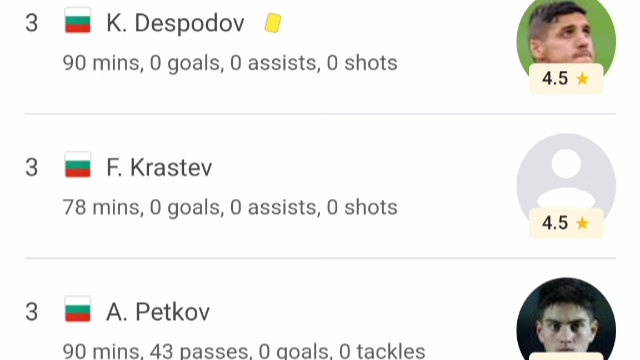 3 K. Despodov
90 mins, 0 goals, 0 assists, 0 shots
4.5 ★
3 F. Krastev
78 mins, 0 goals, 0 assists, 0 shots
4.5 ★
3 A. Petkov
90 mins, 43 passes, 0 goals, 0 tackles